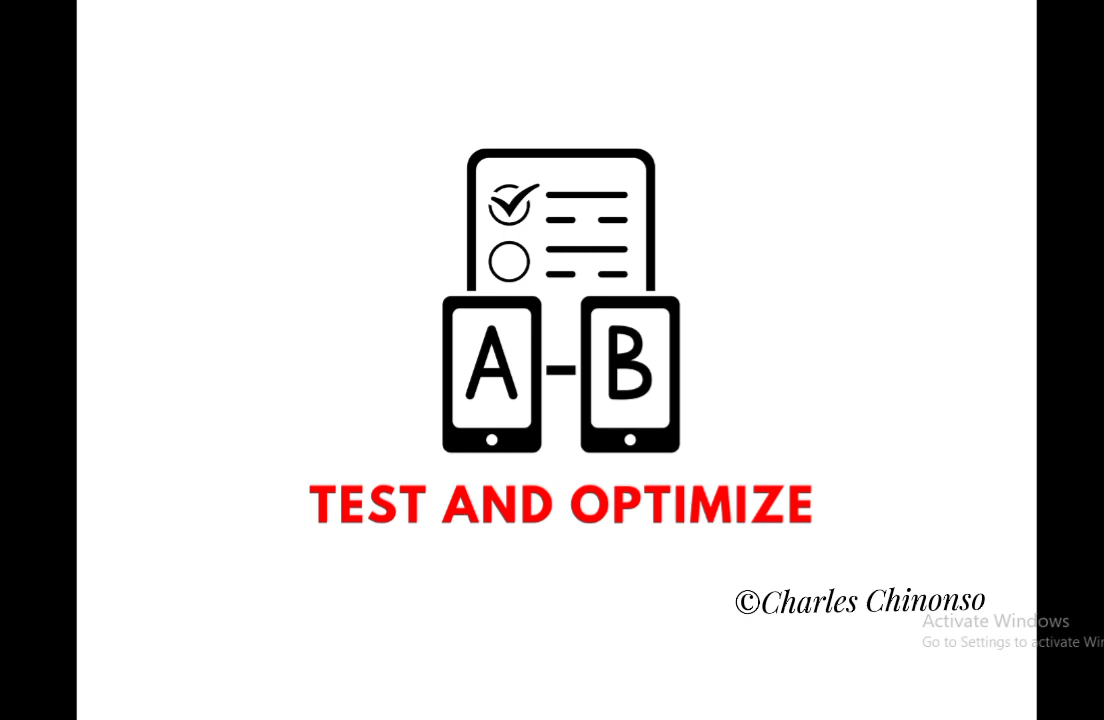 A-B
TEST AND OPTIMIZE
©Charles Chinonso
Activate Windows
Go to Settings to activate Wir